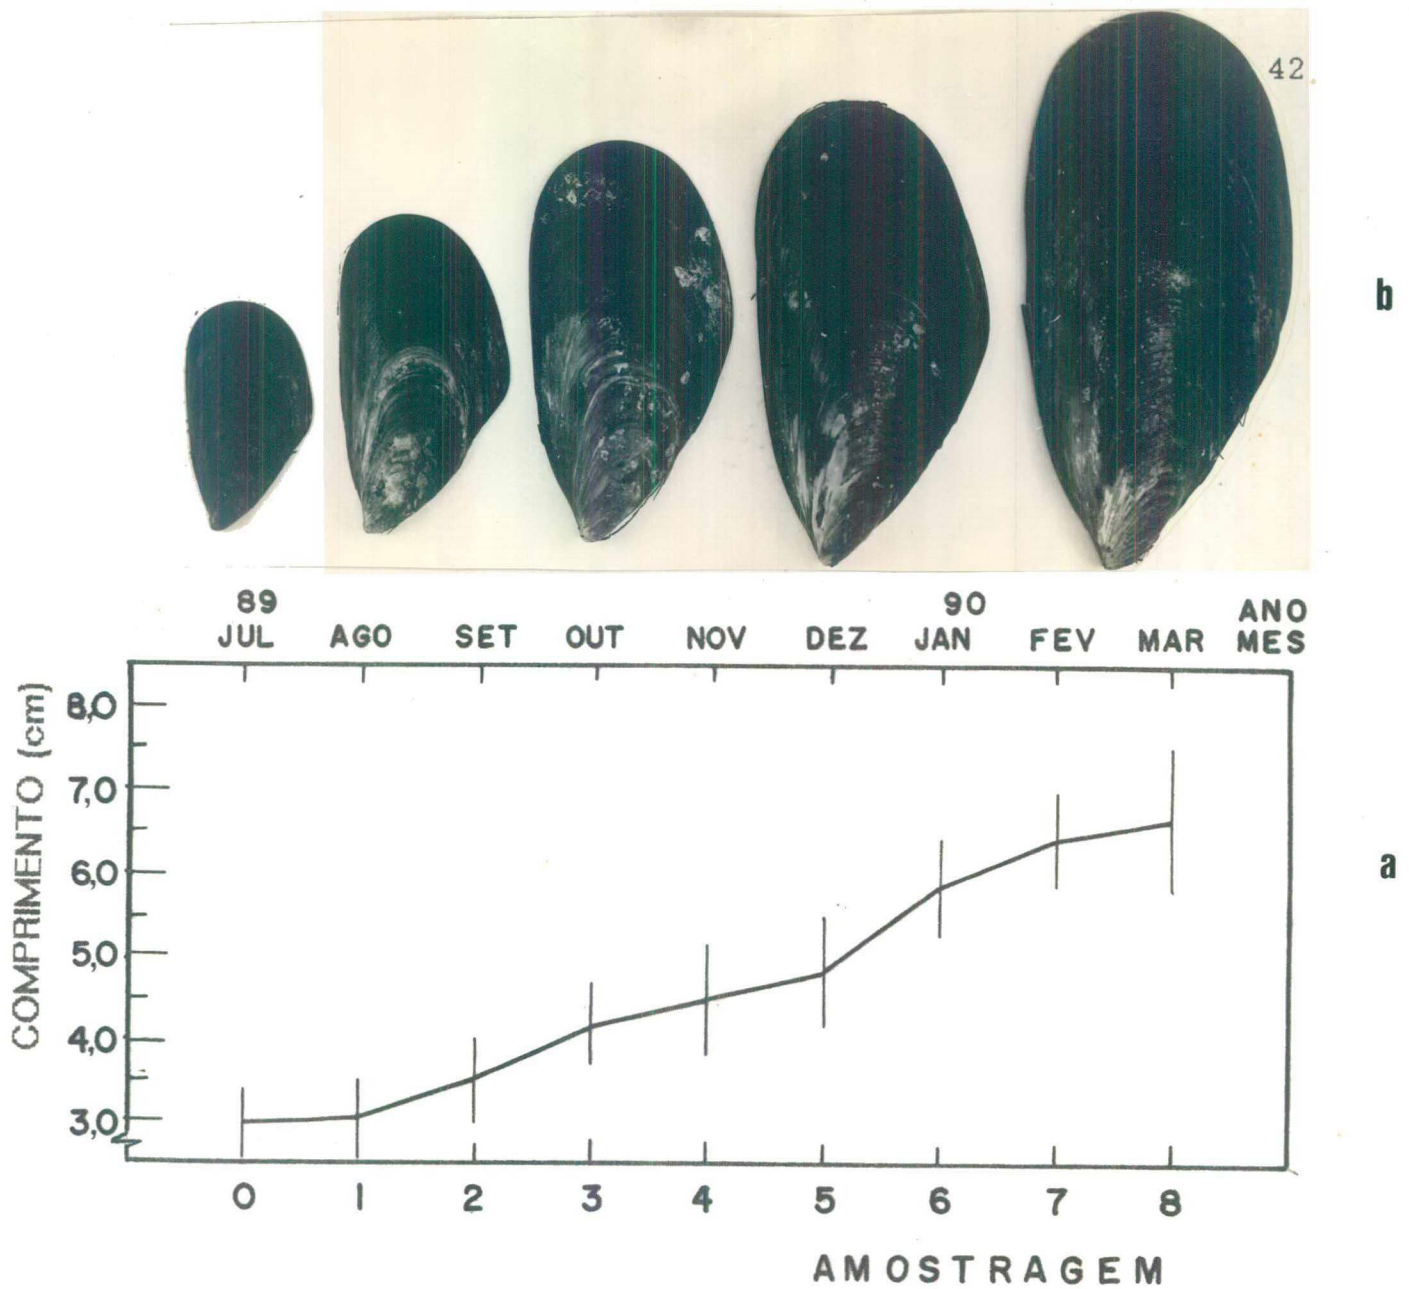 42
b
89 90 ANO
JUL AGO SET OUT NOV DEZ JAN FEV MAR MES
COMPRIMENTO (cm)
8,0
7,0
6,0
5,0
4,0
3,0
a
0 1 2 3 4 5 6 7 8
AMOSTRAGEM